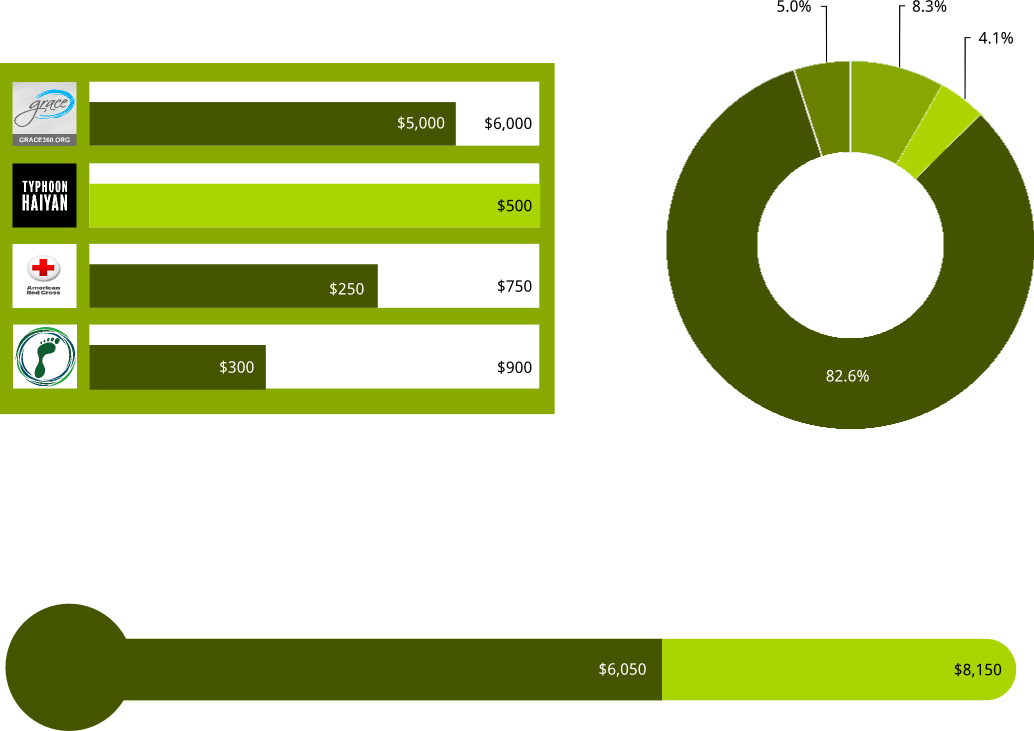 5.0%
8.3%
4.1%
grace
GRACE360.ORG
$5,000
$6,000
TYPHOON
HAIYAN
$500
American
Red Cross
$250
$750
$300
$900
82.6%
$6,050
$8,150